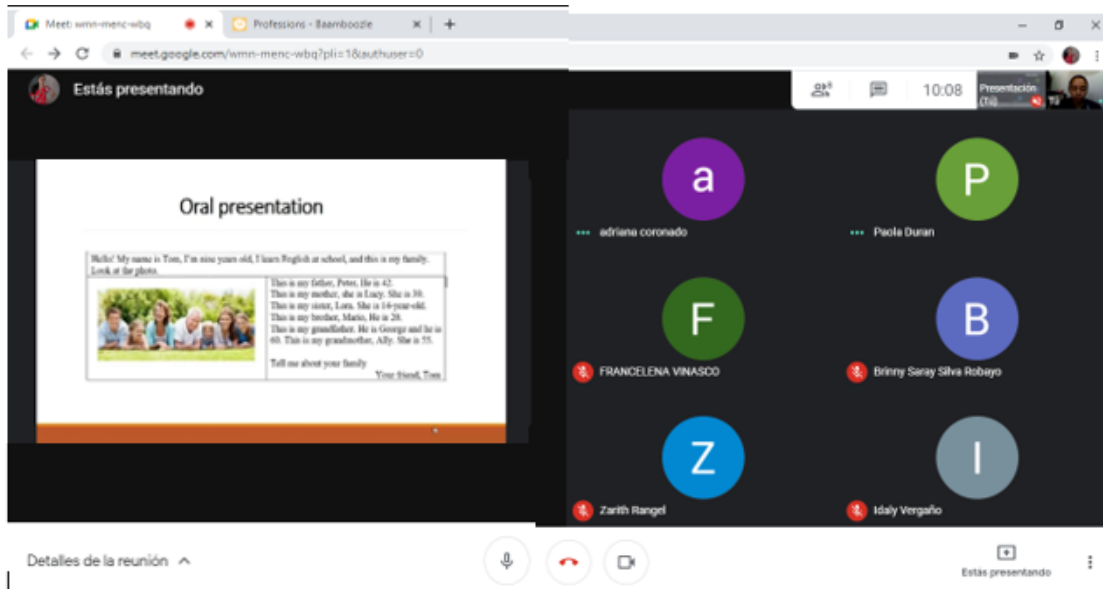 Meet: wmn-menc-wbq
Professions - Baamboozle
meet.google.com/wmn-menc-wbq?pli=1&authuser=0
Estás presentando
10:08
Presentación
(Tú)
Tú
Oral presentation
Hello! My name is Tom, I'm nine years old, I learn English at school, and this is my family.
Look at the photo.
This is my father, Peter, He is 42.
This is my mother, she is Lucy. She is 39.
This is my sister, Lora. She is 14-year-old.
This is my brother, Mario, He is 20.
This is my grandfather. He is George and he is
60. This is my grandmother, Ally. She is 55.
Tell me about your family
Your friend, Tom
a
adriana coronado
P
Paola Duran
F
FRANCELENA VINASCO
B
Brinny Saray Silva Robayo
Z
Zarith Rangel
I
Idaly Vergaño
Detalles de la reunión
Estás presentando